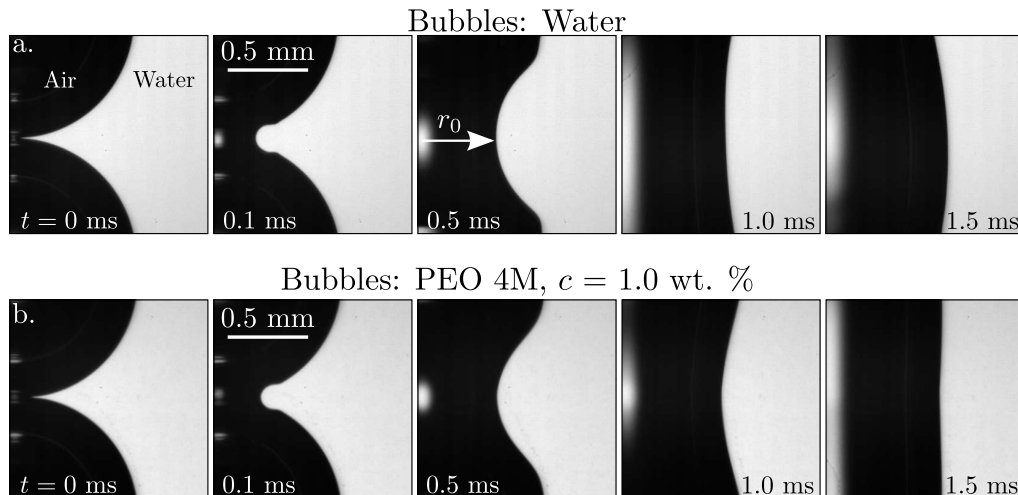 Bubbles: Water
a.
0.5 mm
Air
Water
r₀
t = 0 ms
0.1 ms
0.5 ms
1.0 ms
1.5 ms
Bubbles: PEO 4M, c = 1.0 wt. %
b.
0.5 mm
t = 0 ms
0.1 ms
0.5 ms
1.0 ms
1.5 ms